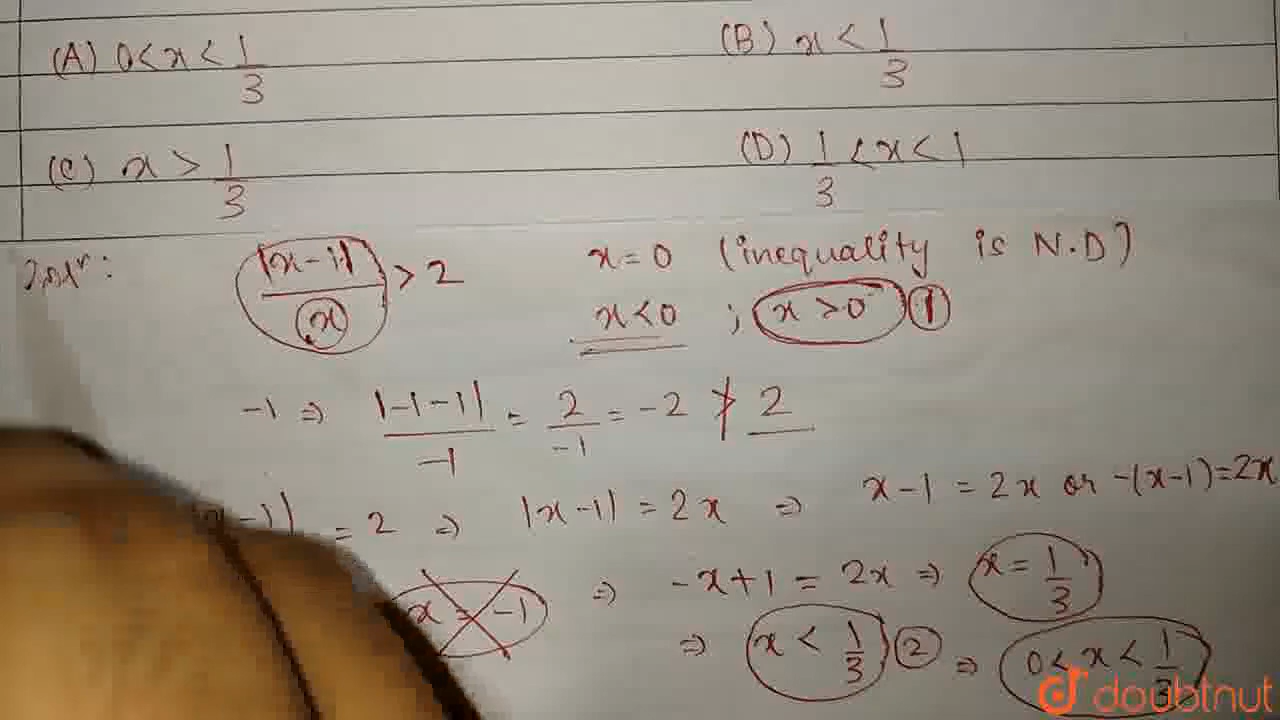 (A) 0 < x < 1/3 (B) x < 1/3
(C) x > 1/3 (D) 1/3 < x < 1
|x-1|/x > 2 x = 0 (inequality is N.D)
x < 0 ; x > 0 ①
-1 ⇒ |-1-1|/-1 = 2/-1 = -2 ≯ 2
x-1| = 2 ⇒ |x-1| = 2x ⇒ x-1 = 2x or -(x-1) = 2x
x = -1 ⇒ -x+1 = 2x ⇒ x = 1/3
⇒ x < 1/3 ② ⇒ 0 < x < 1/3
doubtnut